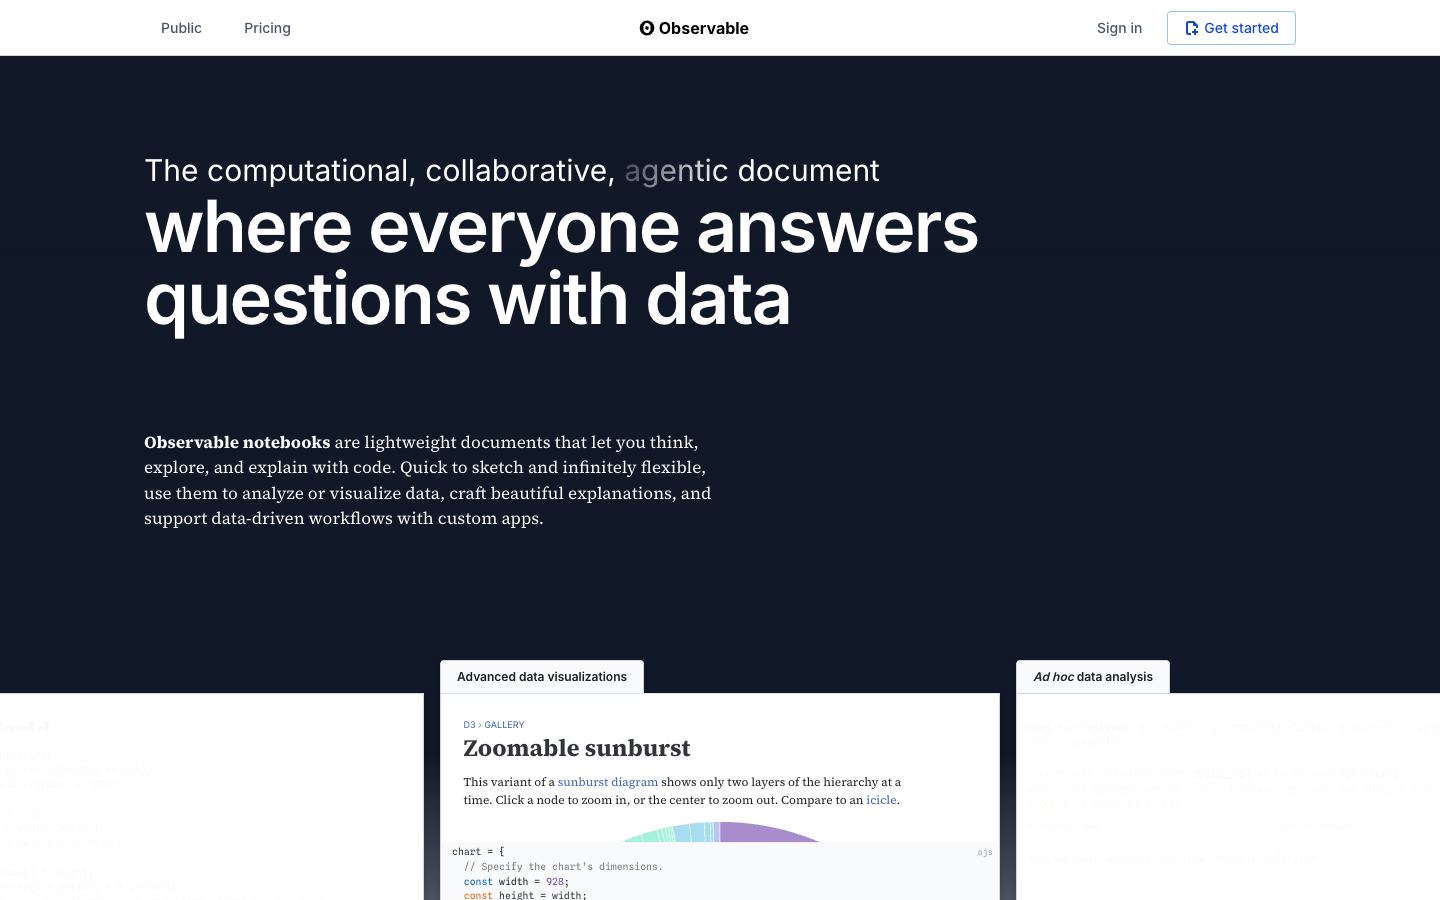 Public
Pricing
Observable
Sign in
Get started
The computational, collaborative, agentic document
where everyone answers
questions with data
Observable notebooks are lightweight documents that let you think,
explore, and explain with code. Quick to sketch and infinitely flexible,
use them to analyze or visualize data, craft beautiful explanations, and
support data-driven workflows with custom apps.
Advanced data visualizations
Ad hoc data analysis
D3 › GALLERY
Zoomable sunburst
This variant of a sunburst diagram shows only two layers of the hierarchy at a
time. Click a node to zoom in, or the center to zoom out. Compare to an icicle.
chart = {
ojs
// Specify the chart's dimensions.
const width = 928;
const height = width;